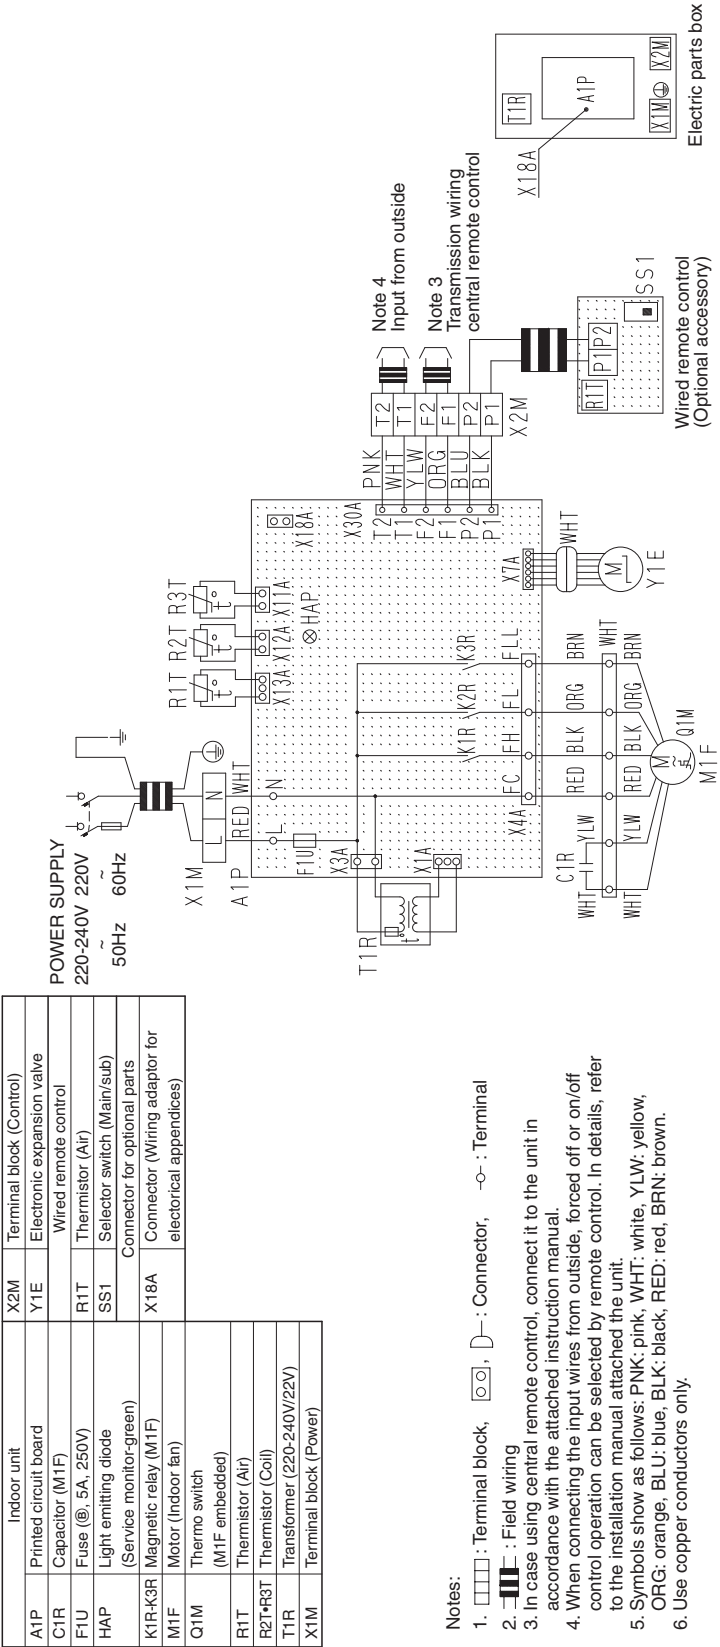 Indoor unit
A1P Printed circuit board
C1R Capacitor (M1F)
F1U Fuse (Ⓑ, 5A, 250V)
HAP Light emitting diode
(Service monitor-green)
K1R-K3R Magnetic relay (M1F)
M1F Motor (Indoor fan)
Q1M Thermo switch
(M1F embedded)
R1T Thermistor (Air)
R2T•R3T Thermistor (Coil)
T1R Transformer (220-240V/22V)
X1M Terminal block (Power)
X2M Terminal block (Control)
Y1E Electronic expansion valve
Wired remote control
R1T Thermistor (Air)
SS1 Selector switch (Main/sub)
Connector for optional parts
X18A Connector (Wiring adaptor for
electorical appendices)
POWER SUPPLY
220-240V 220V
~ ~
50Hz 60Hz
X1M
L N
A1P
RED WHT
L N
F1U
X3A
X1A
T1R
t°
R1T R2T R3T
t° t° t°
X13A X12A X11A
HAP
X18A
X30A
T2
T1
F2
F1
P2
P1
PNK
WHT
YLW
ORG
BLU
BLK
T2
T1
F2
F1
P2
P1
X2M
Note 4
Input from outside
Note 3
Transmission wiring
central remote control
K1R K2R K3R
X4A
FC FH FL FLL
RED BLK ORG BRN
C1R
WHT YLW
WHT
WHT YLW RED BLK ORG BRN
M
~
Q1M
M1F
X7A
WHT
M
Y1E
R1T
P1 P2
SS1
Wired remote control
(Optional accessory)
T1R
A1P
X18A
X1M
X2M
Electric parts box
Notes:
1. : Terminal block, , : Connector, : Terminal
2. : Field wiring
3. In case using central remote control, connect it to the unit in
accordance with the attached instruction manual.
4. When connecting the input wires from outside, forced off or on/off
control operation can be selected by remote control. In details, refer
to the installation manual attached the unit.
5. Symbols show as follows: PNK: pink, WHT: white, YLW: yellow,
ORG: orange, BLU: blue, BLK: black, RED: red, BRN: brown.
6. Use copper conductors only.